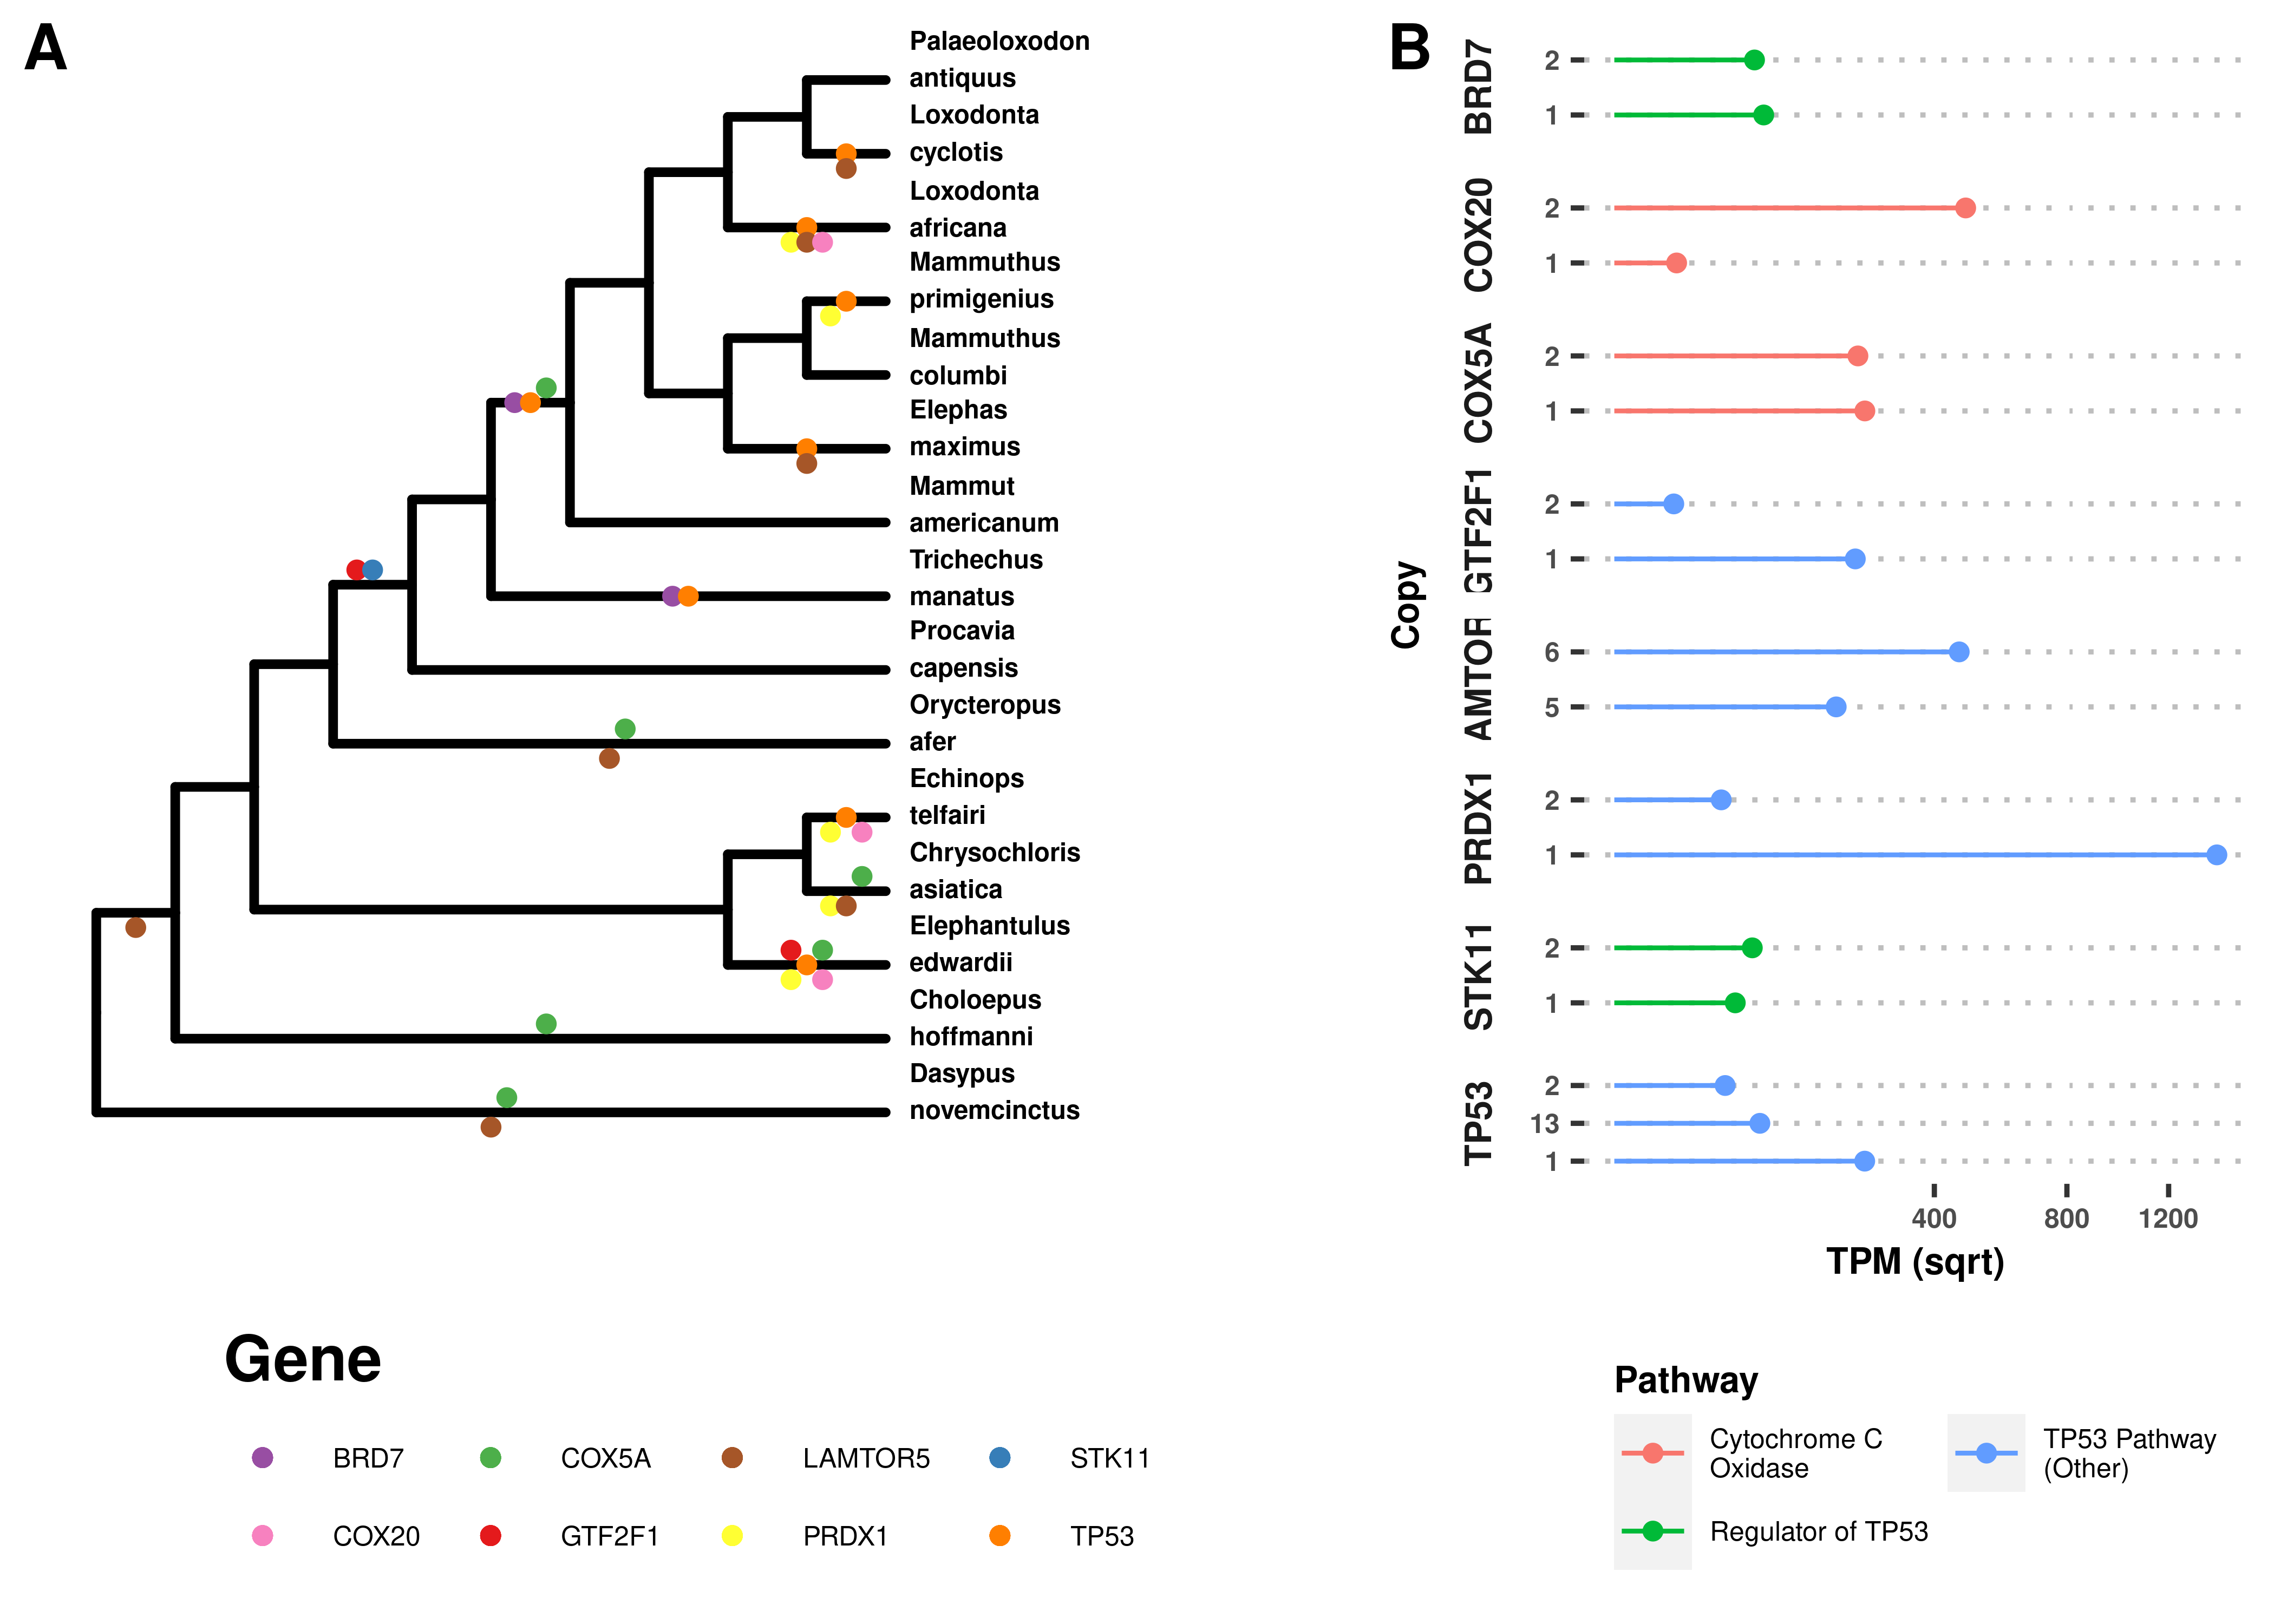 A
Palaeoloxodon
antiquus
Loxodonta
cyclotis
Loxodonta
africana
Mammuthus
primigenius
Mammuthus
columbi
Elephas
maximus
Mammut
americanum
Trichechus
manatus
Procavia
capensis
Orycteropus
afer
Echinops
telfairi
Chrysochloris
asiatica
Elephantulus
edwardii
Choloepus
hoffmanni
Dasypus
novemcinctus
Gene
BRD7
COX5A
LAMTOR5
STK11
COX20
GTF2F1
PRDX1
TP53
B
Copy
BRD7
2
1
COX20
2
1
COX5A
2
1
GTF2F1
2
1
AMTOR
6
5
PRDX1
2
1
STK11
2
1
TP53
2
13
1
400 800 1200
TPM (sqrt)
Pathway
Cytochrome C
Oxidase
TP53 Pathway
(Other)
Regulator of TP53